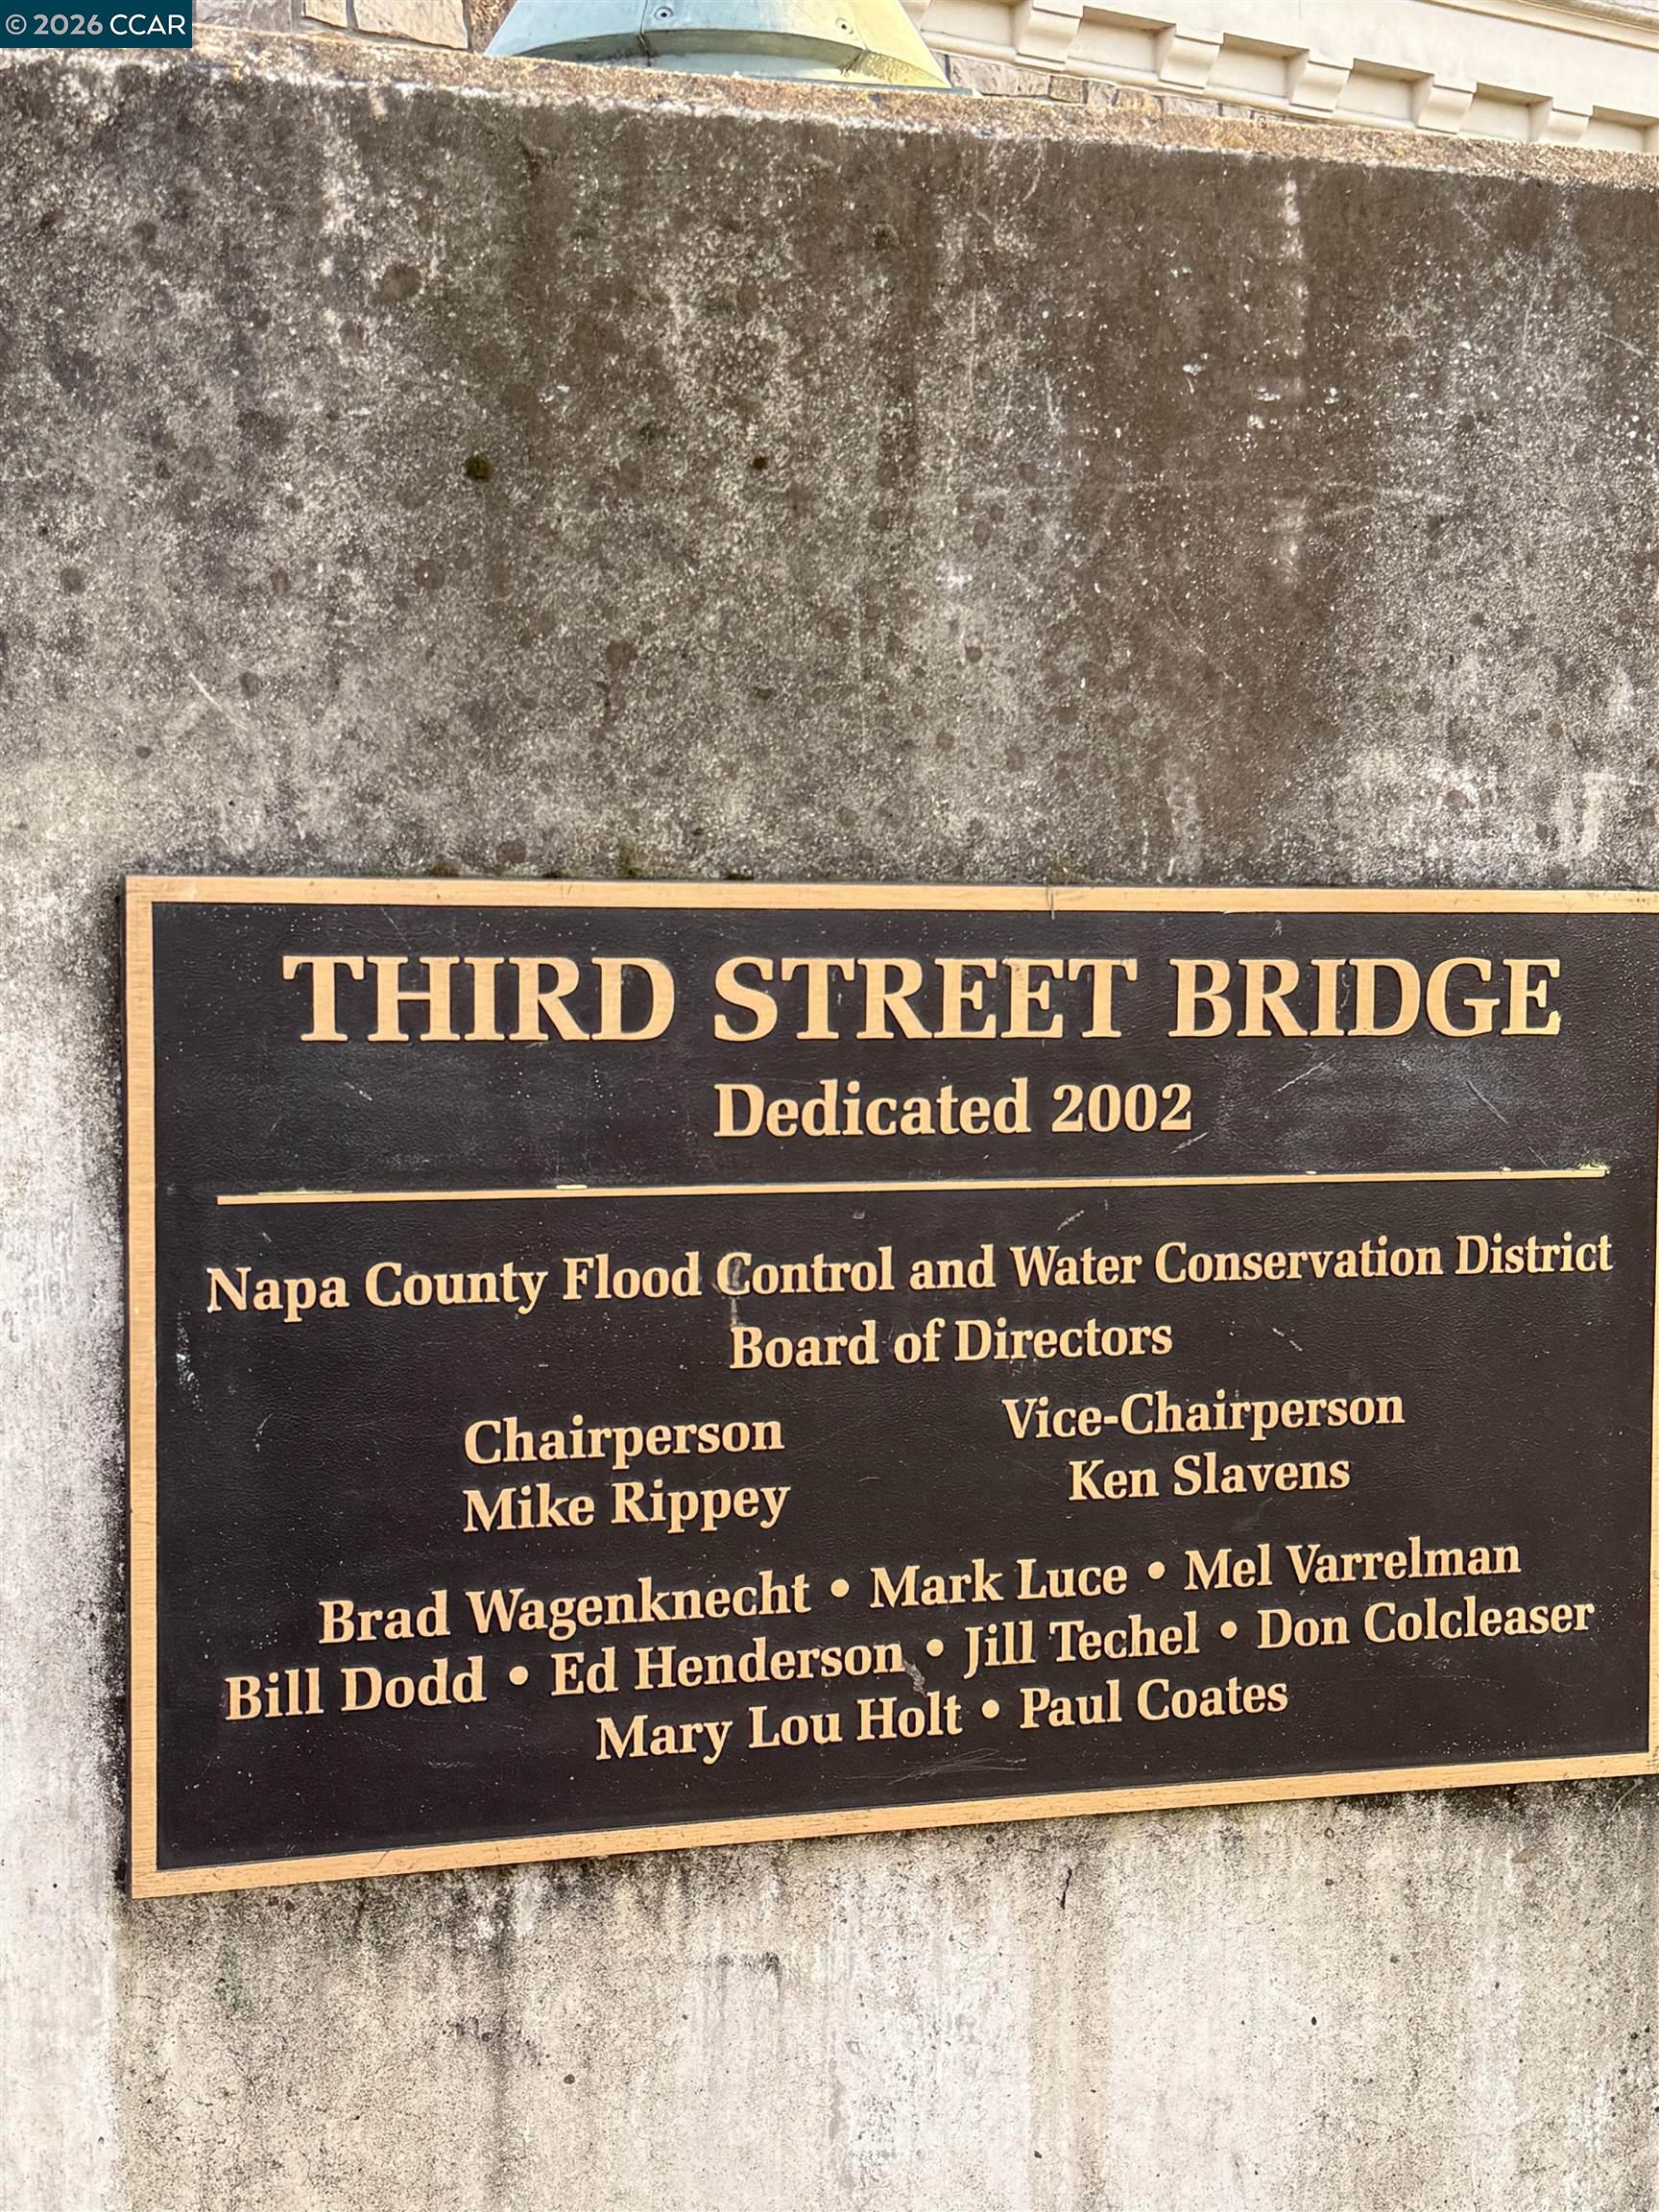 © 2026 CCAR
THIRD STREET BRIDGE
Dedicated 2002
Napa County Flood Control and Water Conservation District
Board of Directors
Chairperson Vice-Chairperson
Mike Rippey Ken Slavens
Brad Wagenknecht • Mark Luce • Mel Varrelman
Bill Dodd • Ed Henderson • Jill Techel • Don Colcleaser
Mary Lou Holt • Paul Coates